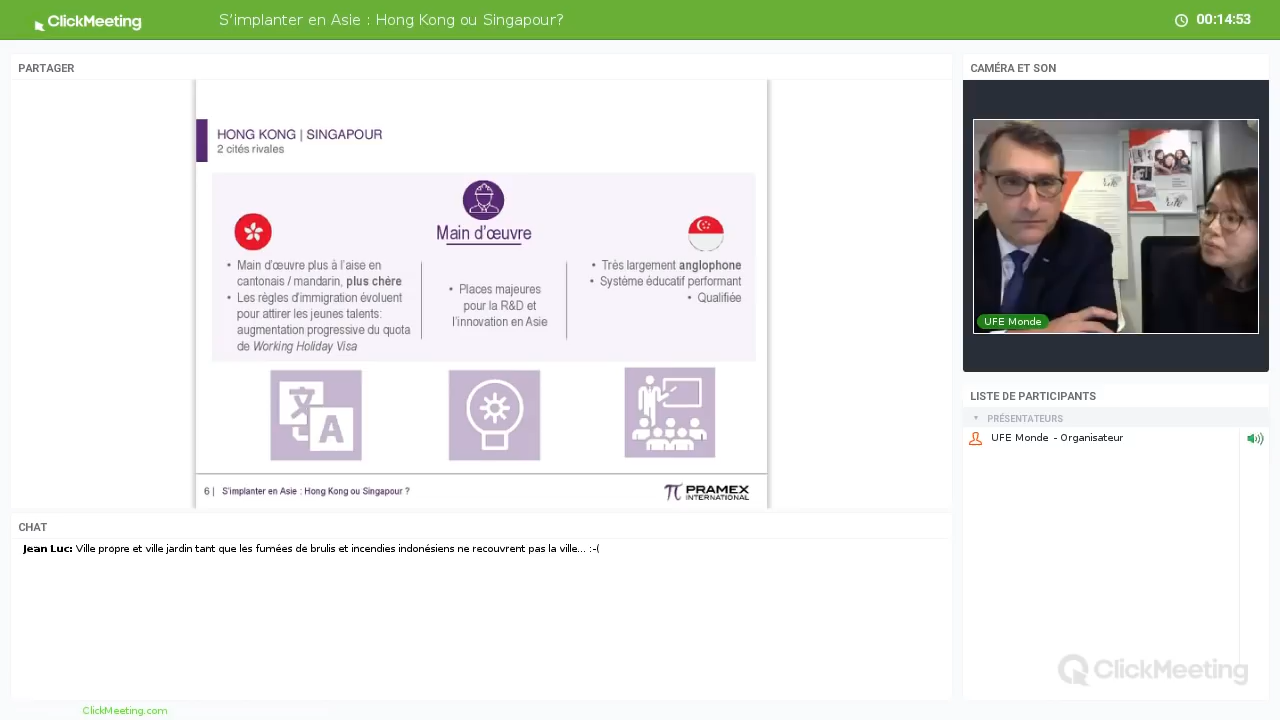 ClickMeeting
S'implanter en Asie : Hong Kong ou Singapour?
00:14:53
PARTAGER
HONG KONG | SINGAPOUR
2 cités rivales
Main d'œuvre
• Main d'œuvre plus à l'aise en
cantonais / mandarin, plus chère
• Les règles d'immigration évoluent
pour attirer les jeunes talents:
augmentation progressive du quota
de Working Holiday Visa
• Places majeures
pour la R&D et
l'innovation en Asie
• Très largement anglophone
• Système éducatif performant
• Qualifiée
文
A
6 | S'implanter en Asie : Hong Kong ou Singapour ?
PRAMEX
INTERNATIONAL
CHAT
Jean Luc: Ville propre et ville jardin tant que les fumées de brulis et incendies indonésiens ne recouvrent pas la ville... :-(
ClickMeeting.com
CAMÉRA ET SON
UFE Monde
LISTE DE PARTICIPANTS
PRÉSENTATEURS
UFE Monde - Organisateur
ClickMeeting